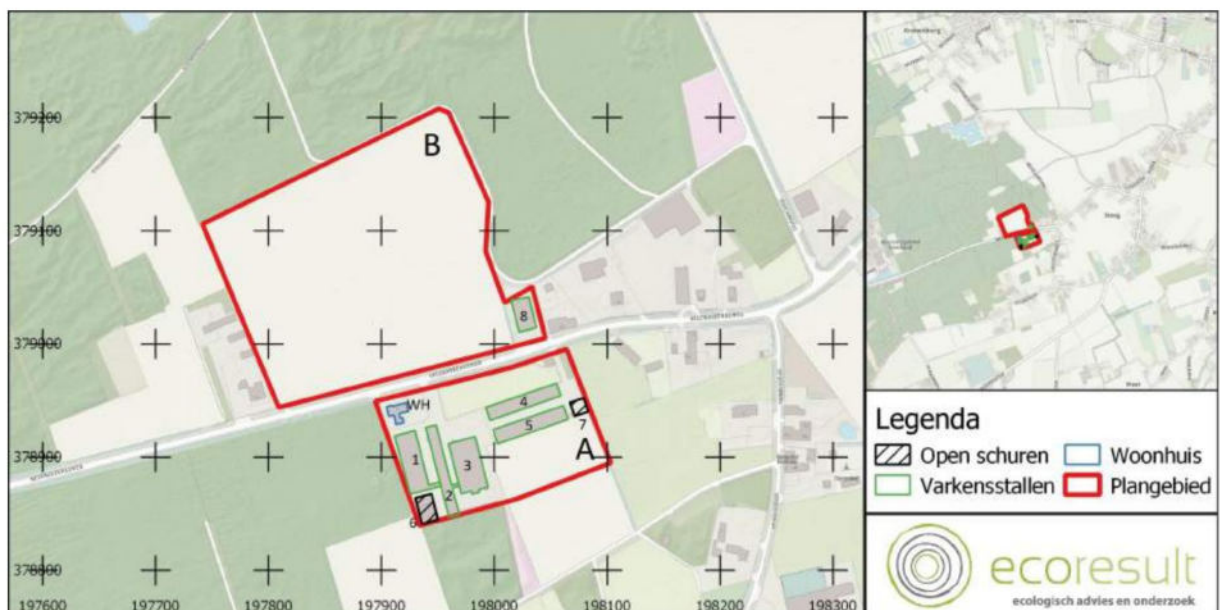 379200
B
379100
8
379000
WH
4
7
5
A
1
3
378900
2
6
378800
197600
197700
197800
197900
198000
198100
198200
198300
Steeg
Legenda
Open schuren
Woonhuis
Varkensstallen
Plangebied
ecoresult
ecologisch advies en onderzoek